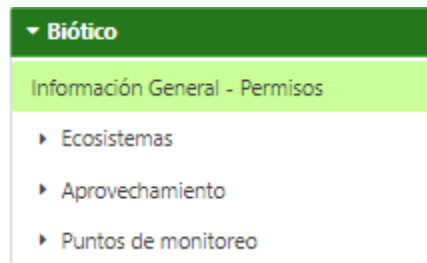 Biótico
Información General - Permisos
Ecosistemas
Aprovechamiento
Puntos de monitoreo